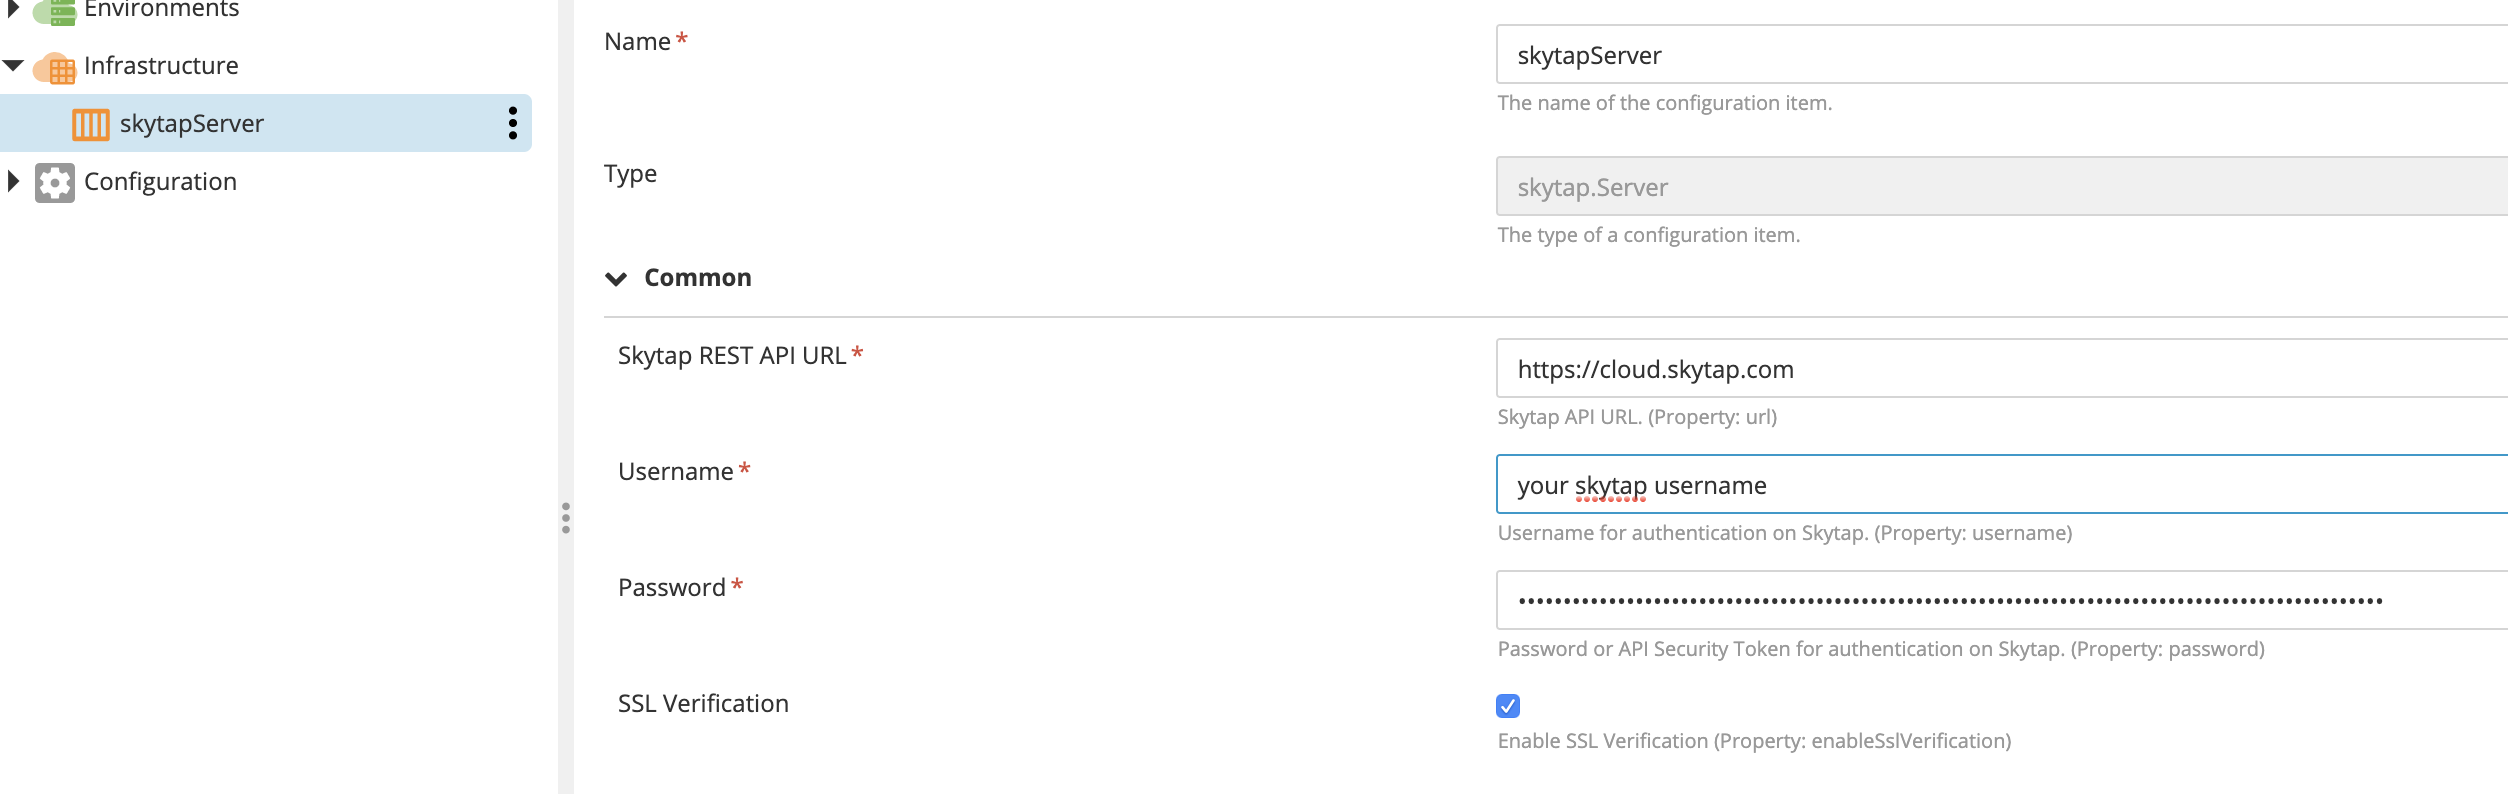 Environments
Infrastructure
skytapServer
Configuration
Name *
skytapServer
The name of the configuration item.
Type
skytap.Server
The type of a configuration item.
Common
Skytap REST API URL *
https://cloud.skytap.com
Skytap API URL. (Property: url)
Username *
your skytap username
Username for authentication on Skytap. (Property: username)
Password *
Password or API Security Token for authentication on Skytap. (Property: password)
SSL Verification
Enable SSL Verification (Property: enableSslVerification)